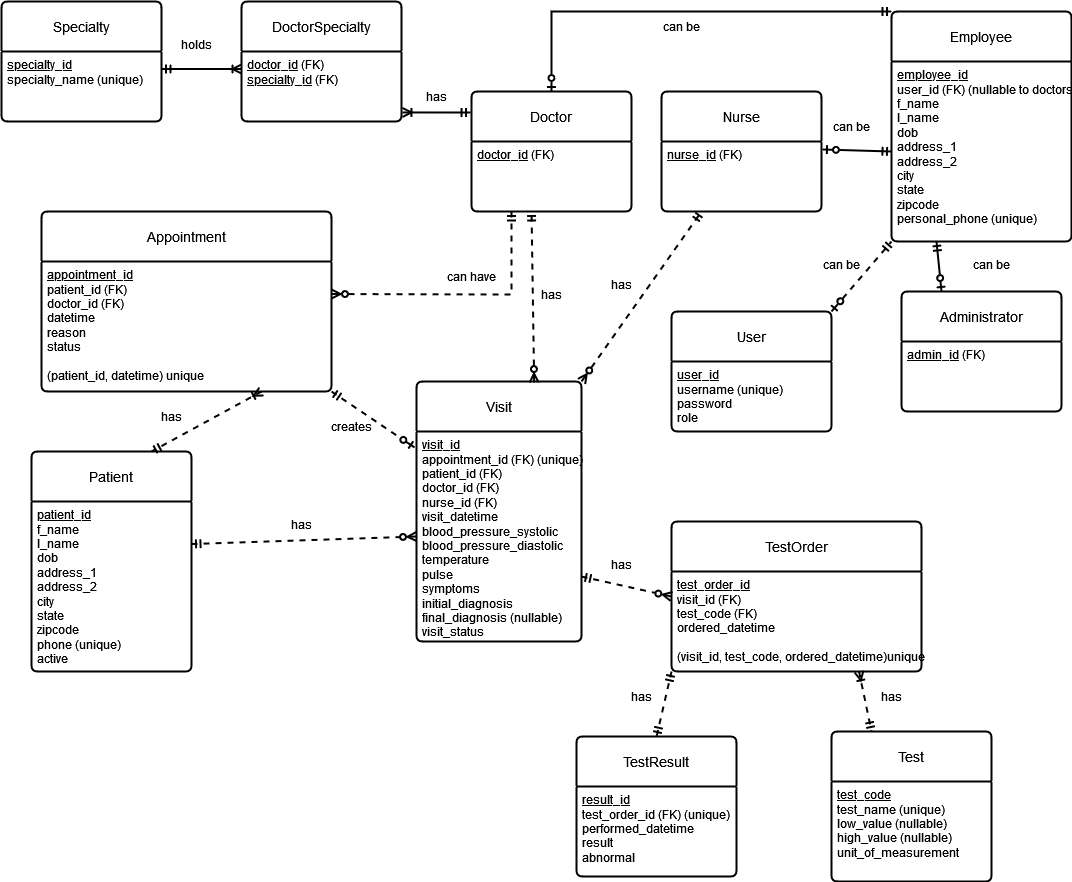 Specialty
specialty_id
specialty_name (unique)
holds
DoctorSpecialty
doctor_id (FK)
specialty_id (FK)
has
can be
Doctor
doctor_id (FK)
Nurse
nurse_id (FK)
can be
Employee
employee_id
user_id (FK) (nullable to doctors
f_name
l_name
dob
address_1
address_2
city
state
zipcode
personal_phone (unique)
Appointment
appointment_id
patient_id (FK)
doctor_id (FK)
datetime
reason
status
(patient_id, datetime) unique
can have
has
has
can be
can be
User
user_id
username (unique)
password
role
Administrator
admin_id (FK)
has
creates
Patient
patient_id
f_name
l_name
dob
address_1
address_2
city
state
zipcode
phone (unique)
active
has
Visit
visit_id
appointment_id (FK) (unique)
patient_id (FK)
doctor_id (FK)
nurse_id (FK)
visit_datetime
blood_pressure_systolic
blood_pressure_diastolic
temperature
pulse
symptoms
initial_diagnosis
final_diagnosis (nullable)
visit_status
has
TestOrder
test_order_id
visit_id (FK)
test_code (FK)
ordered_datetime
(visit_id, test_code, ordered_datetime)unique
has
has
TestResult
result_id
test_order_id (FK) (unique)
performed_datetime
result
abnormal
Test
test_code
test_name (unique)
low_value (nullable)
high_value (nullable)
unit_of_measurement